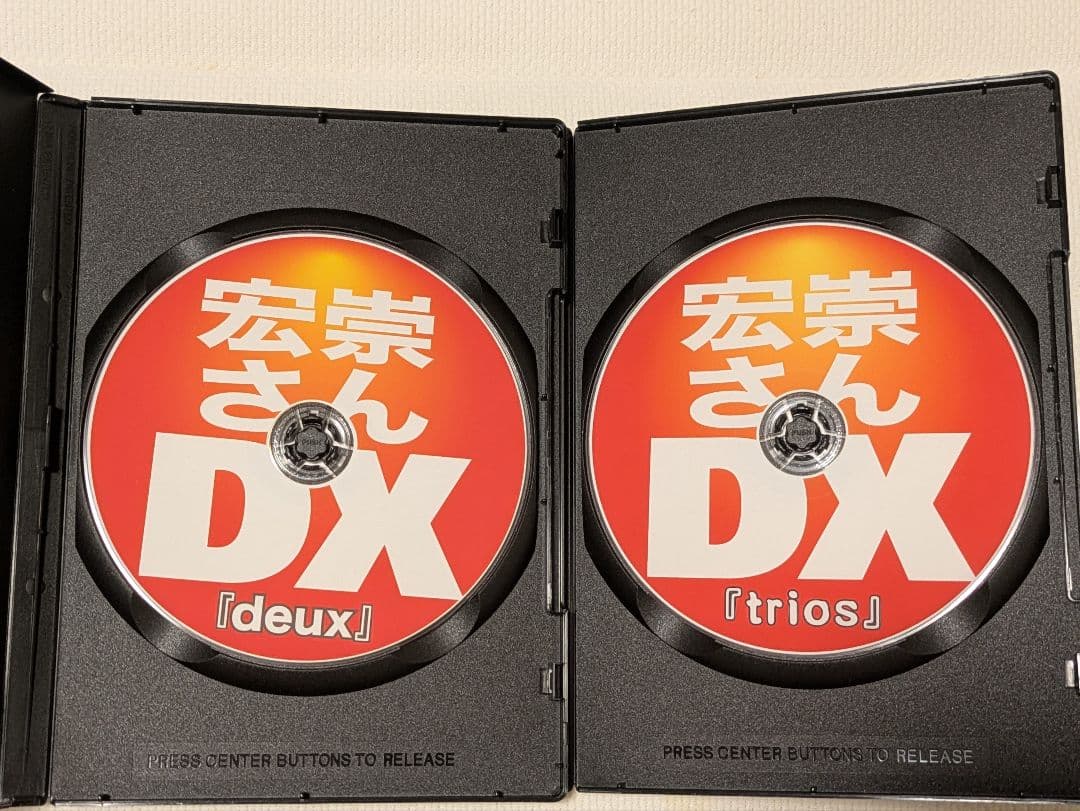 宏崇
さん
DX
『deux』
PRESS CENTER BUTTONS TO RELEASE
宏崇
さん
DX
『trios』
PRESS CENTER BUTTONS TO RELEASE